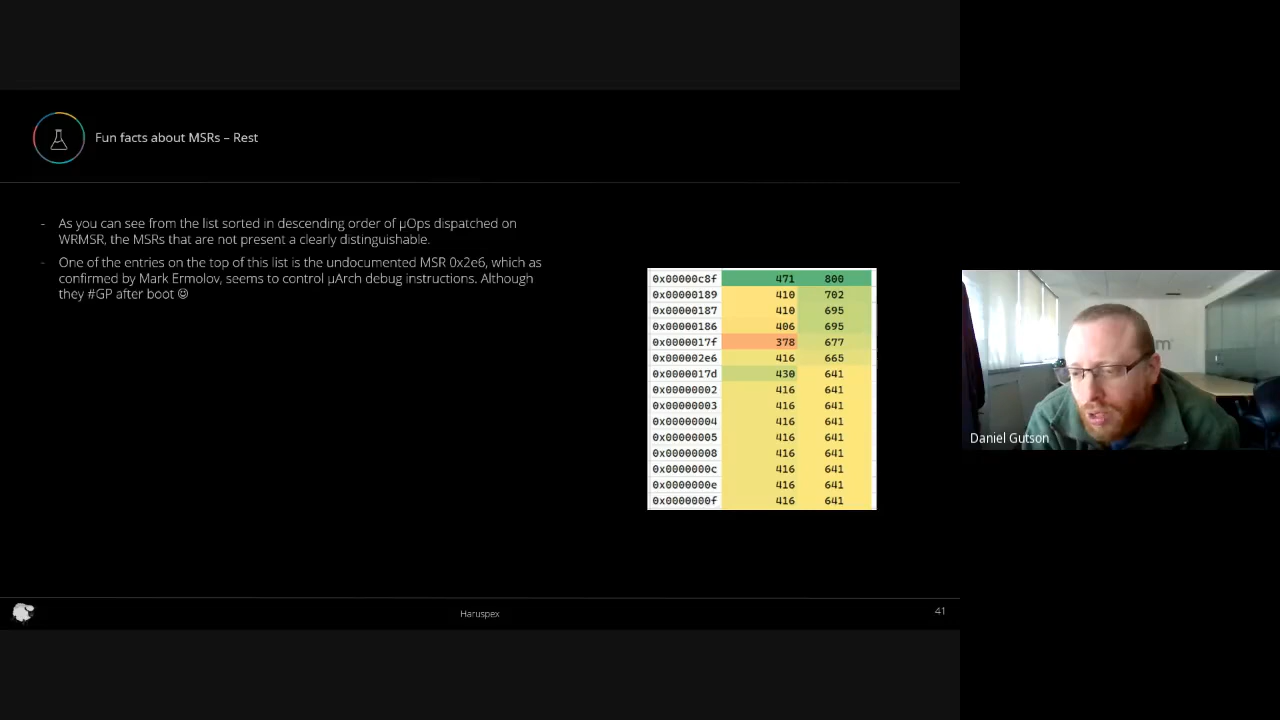 Fun facts about MSRs – Rest
- As you can see from the list sorted in descending order of µOps dispatched on
WRMSR, the MSRs that are not present a clearly distinguishable.
- One of the entries on the top of this list is the undocumented MSR 0x2e6, which as
confirmed by Mark Ermolov, seems to control µArch debug instructions. Although
they #GP after boot ☺
0x00000c8f 471 800
0x00000189 410 702
0x00000187 410 695
0x00000186 406 695
0x0000017f 378 677
0x000002e6 416 665
0x0000017d 430 641
0x00000002 416 641
0x00000003 416 641
0x00000004 416 641
0x00000005 416 641
0x00000008 416 641
0x0000000c 416 641
0x0000000e 416 641
0x0000000f 416 641
Daniel Gutson
Haruspex
41